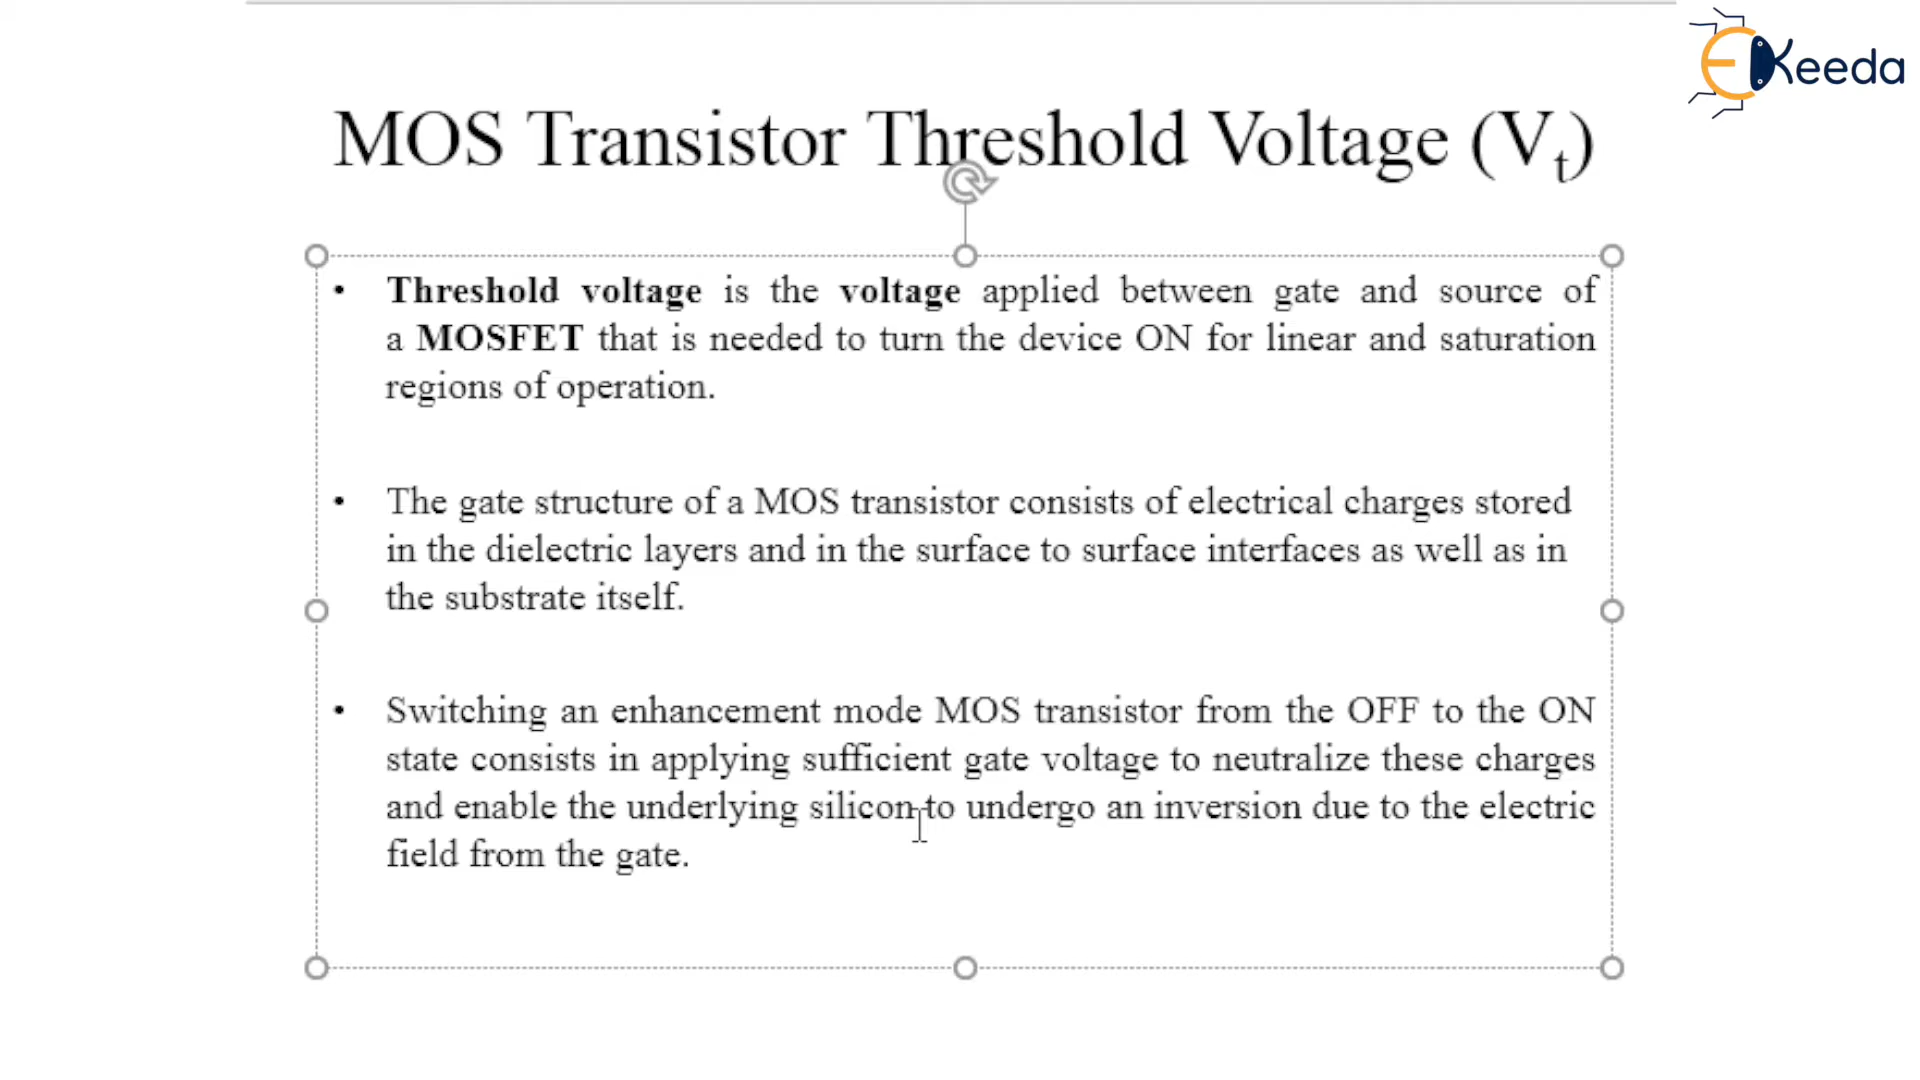 EKeeda
MOS Transistor Threshold Voltage (Vt)
• Threshold voltage is the voltage applied between gate and source of
a MOSFET that is needed to turn the device ON for linear and saturation
regions of operation.
• The gate structure of a MOS transistor consists of electrical charges stored
in the dielectric layers and in the surface to surface interfaces as well as in
the substrate itself.
• Switching an enhancement mode MOS transistor from the OFF to the ON
state consists in applying sufficient gate voltage to neutralize these charges
and enable the underlying silicon to undergo an inversion due to the electric
field from the gate.